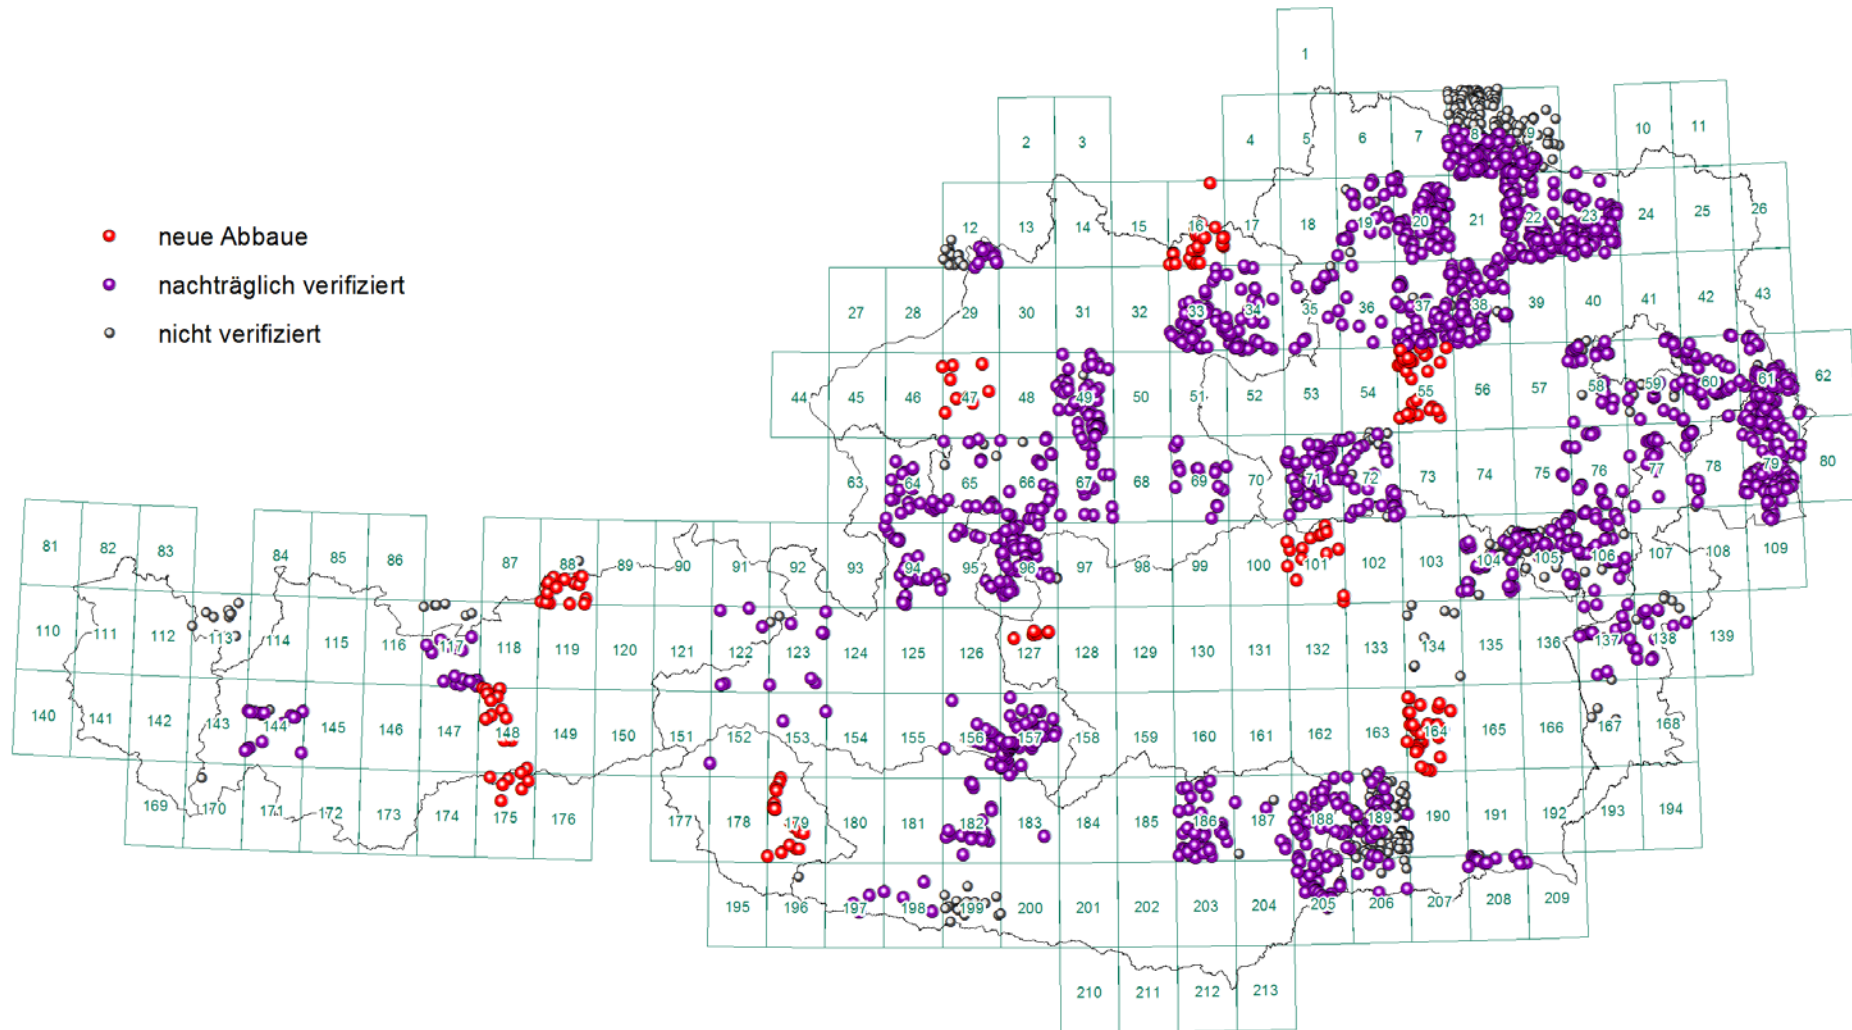 1
2 3 4 5 6 7 8 9 10 11
neue Abbaue
nachträglich verifiziert
nicht verifiziert
12 13 14 15 16 17 18 19 20 21 22 23 24 25 26
27 28 29 30 31 32 33 34 35 36 37 38 39 40 41 42 43
44 45 46 47 48 49 50 51 52 53 54 55 56 57 58 59 60 61 62
63 64 65 66 67 68 69 70 71 72 73 74 75 76 77 78 79 80
81 82 83 84 85 86 87 88 89 90 91 92 93 94 95 96 97 98 99 100 101 102 103 104 105 106 107 108 109
110 111 112 113 114 115 116 117 118 119 120 121 122 123 124 125 126 127 128 129 130 131 132 133 134 135 136 137 138 139
140 141 142 143 144 145 146 147 148 149 150 151 152 153 154 155 156 157 158 159 160 161 162 163 164 165 166 167 168
169 170 171 172 173 174 175 176 177 178 179 180 181 182 183 184 185 186 187 188 189 190 191 192 193 194
195 196 197 198 199 200 201 202 203 204 205 206 207 208 209
210 211 212 213